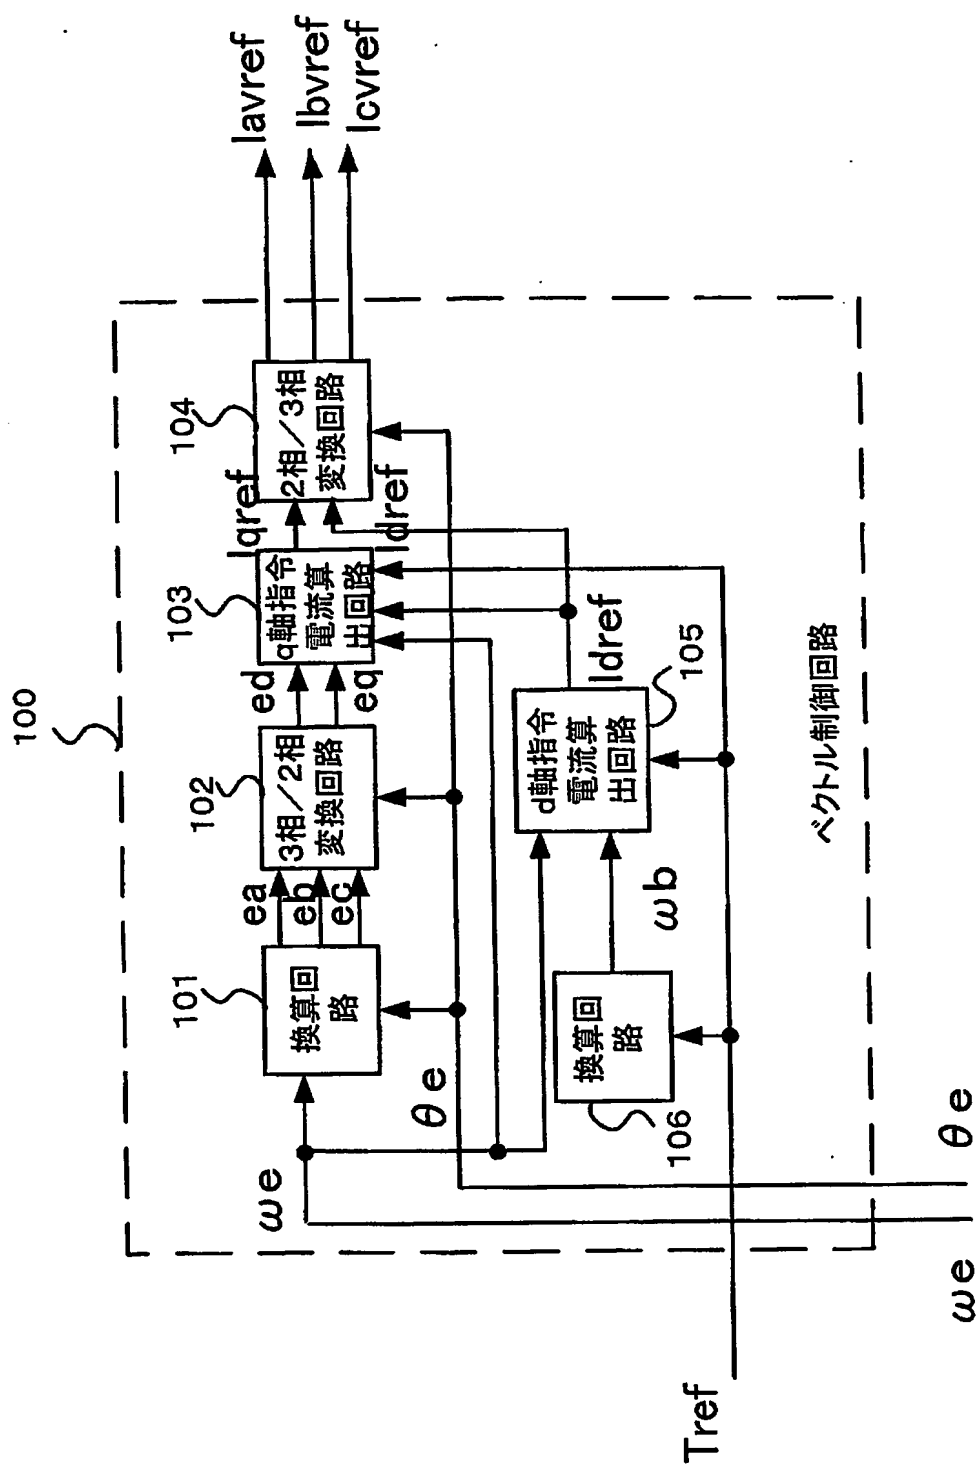 100
104
2相/3相
変換回路
Iavref
Ibvref
Icvref
Iqref
Idref
103
q軸指令
電流算
出回路
ed
eq
102
3相/2相
変換回路
ea
eb
ec
101
換算回
路
ωe
θe
Idref
105
d軸指令
電流算
出回路
ωb
換算回
路
106
ベクトル制御回路
Tref
ωe
θe